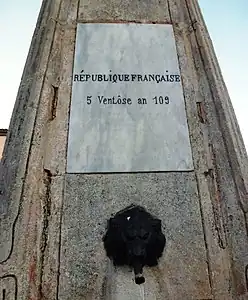 RÉPUBLIQUE FRANÇAISE
5 Ventôse an 109